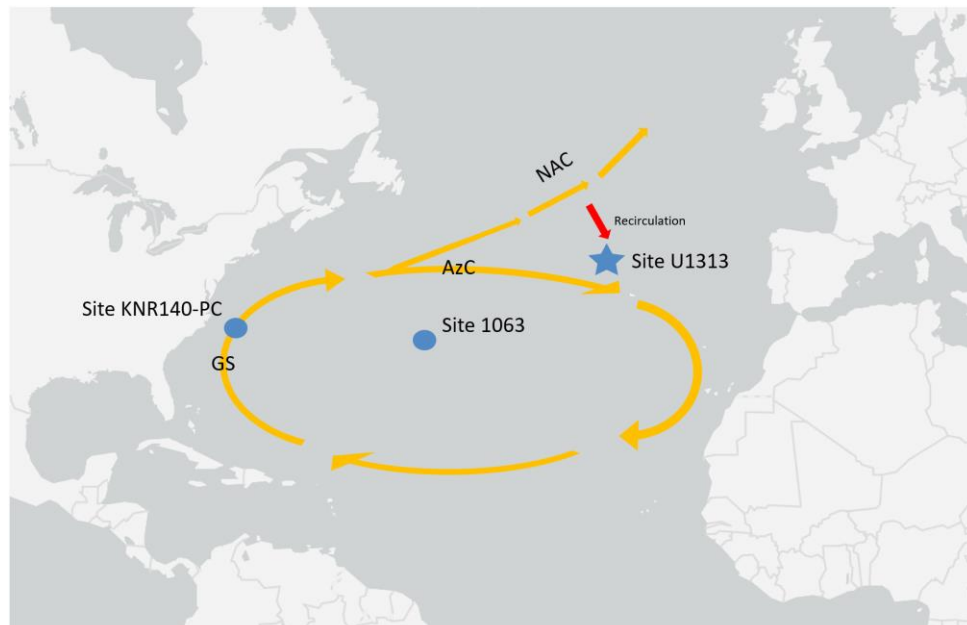 NAC
Recirculation
Site U1313
AzC
Site KNR140-PC
Site 1063
GS